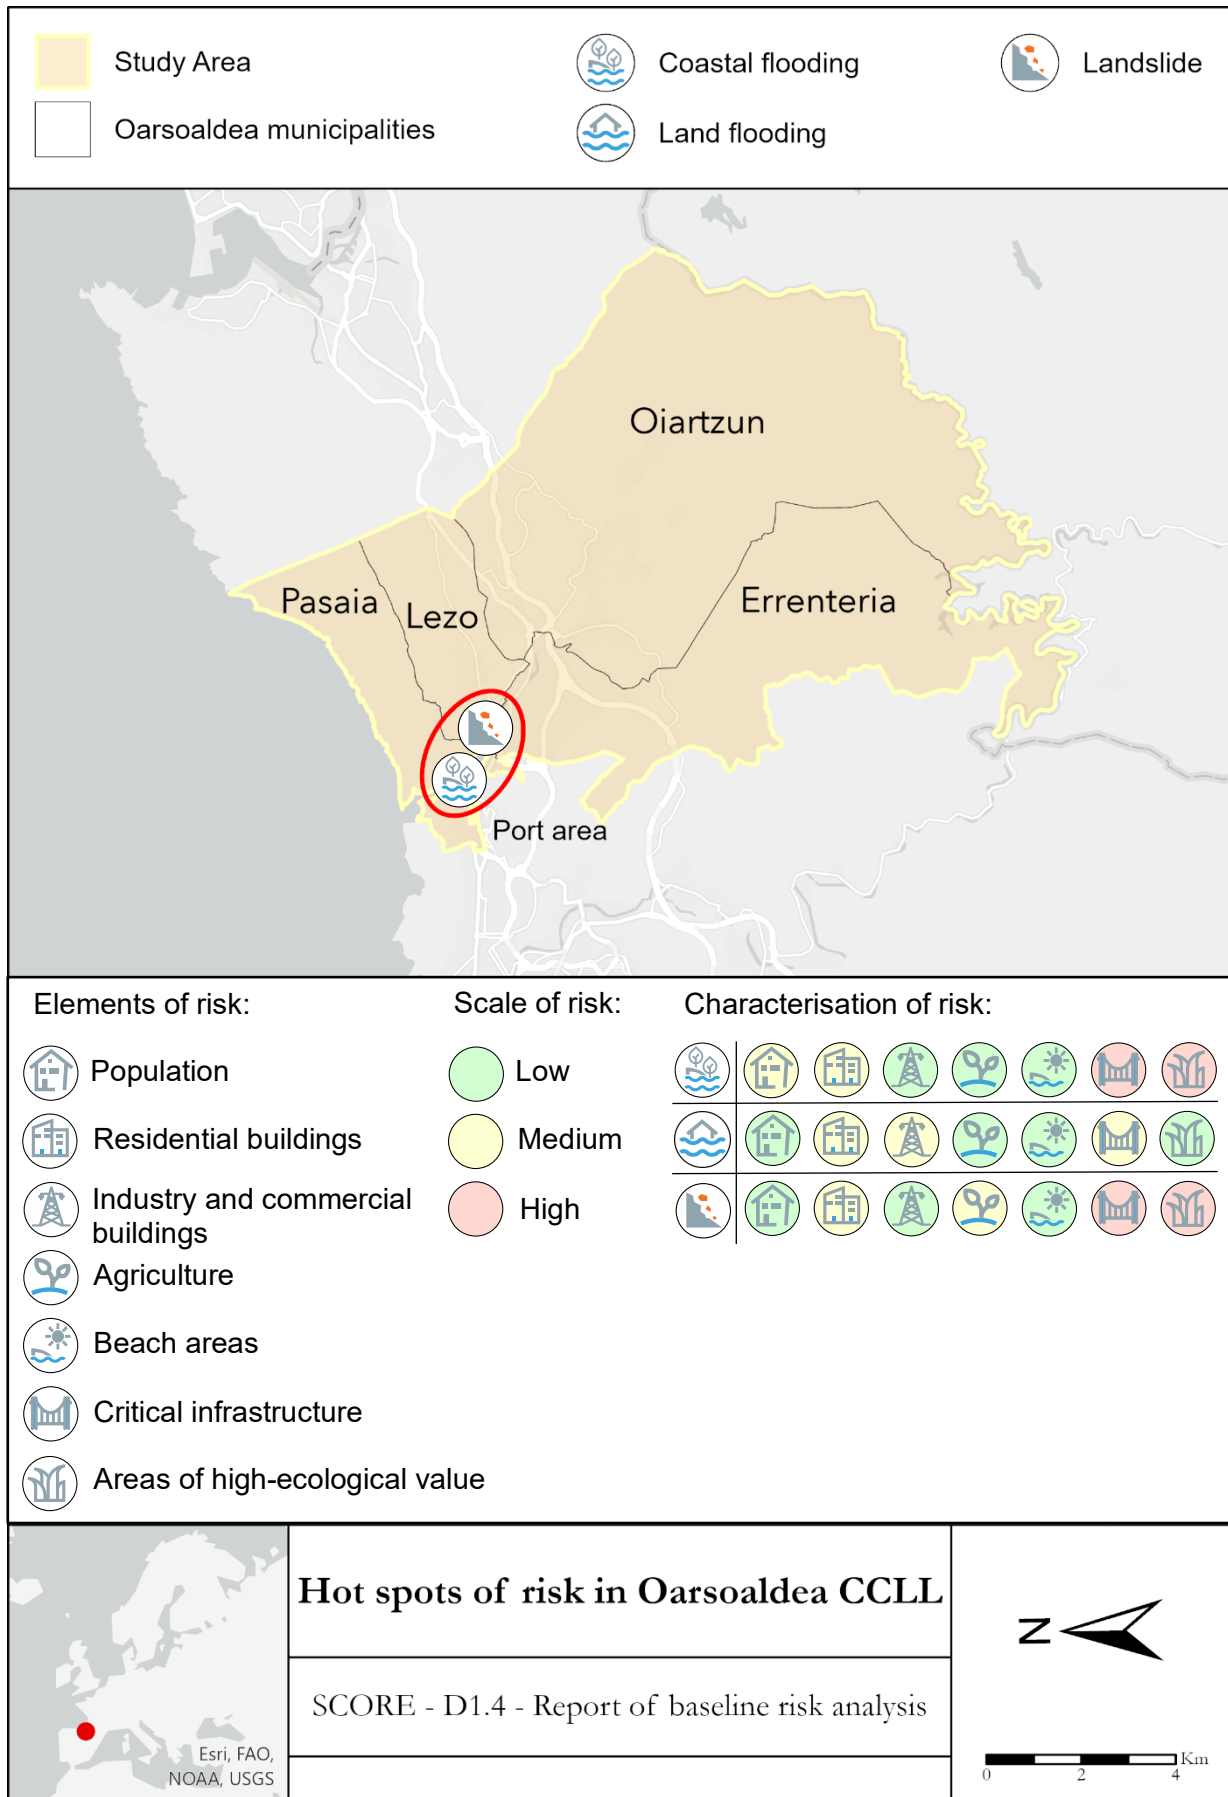 Study Area
Oarsoaldea municipalities
Coastal flooding
Land flooding
Landslide
Oiartzun
Pasaia
Lezo
Errenteria
Port area
Elements of risk:
Population
Residential buildings
Industry and commercial
buildings
Agriculture
Beach areas
Critical infrastructure
Areas of high-ecological value
Scale of risk:
Low
Medium
High
Characterisation of risk:
Esri, FAO,
NOAA, USGS
Hot spots of risk in Oarsoaldea CCLL
SCORE - D1.4 - Report of baseline risk analysis
N
Km
0 2 4